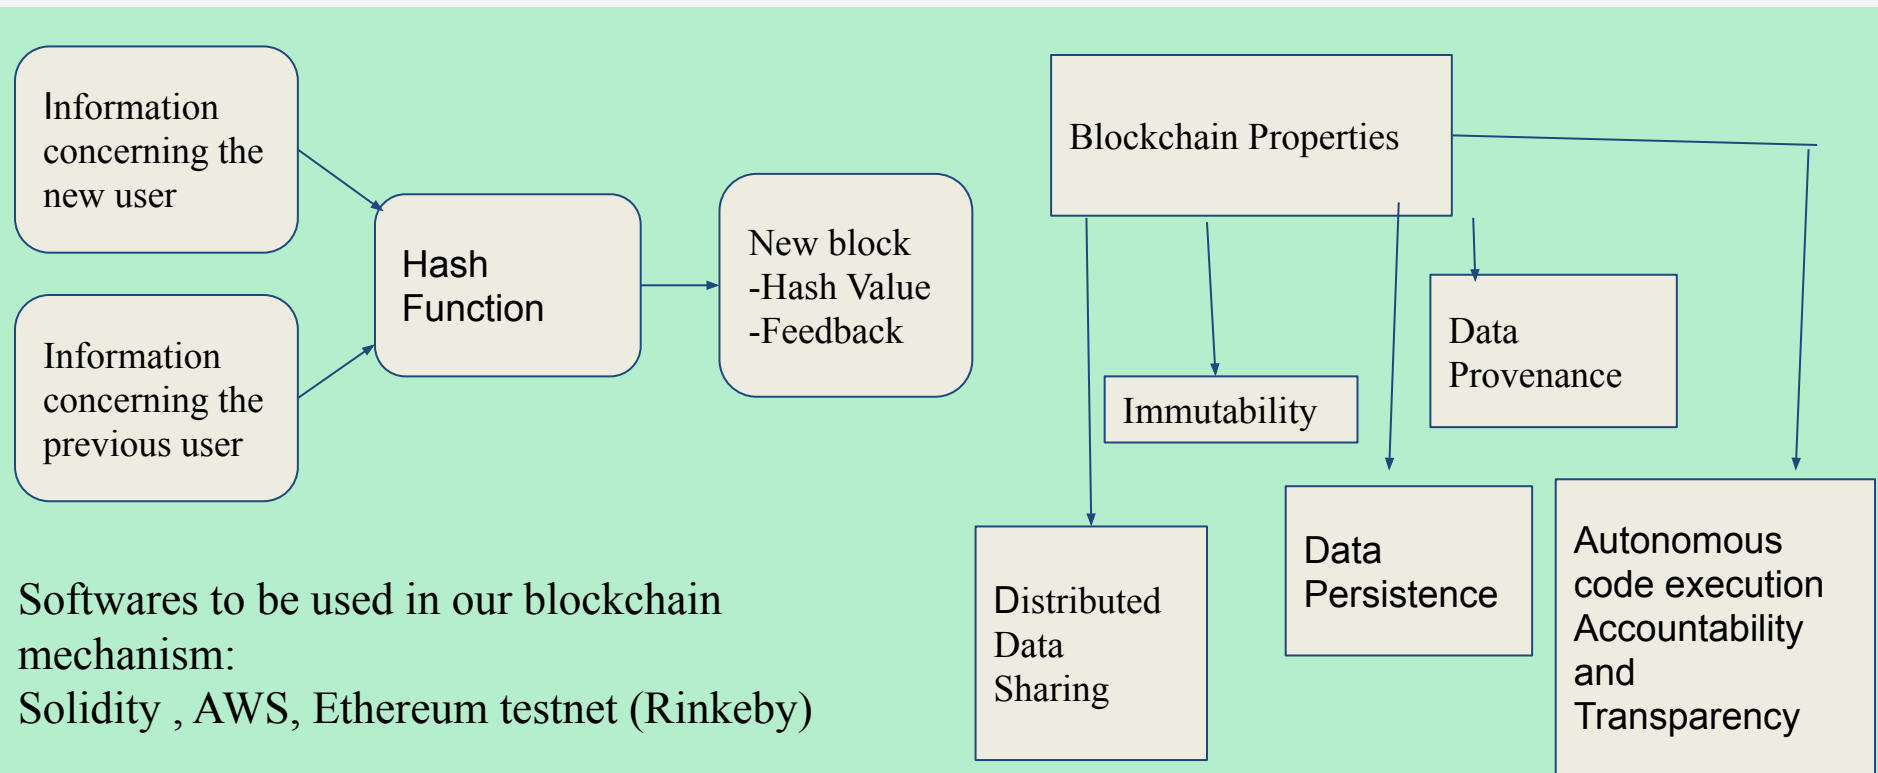 Information
concerning the
new user
Information
concerning the
previous user
Hash
Function
New block
-Hash Value
-Feedback
Softwares to be used in our blockchain
mechanism:
Solidity , AWS, Ethereum testnet (Rinkeby)
Blockchain Properties
Distributed
Data
Sharing
Immutability
Data
Persistence
Data
Provenance
Autonomous
code execution
Accountability
and
Transparency